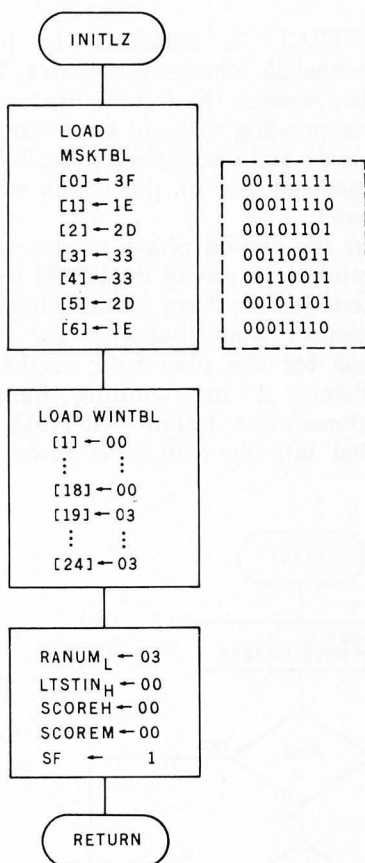 INITLZ
LOAD
MSKTBL
[0]←3F
[1]←1E
[2]←2D
[3]←33
[4]←33
[5]←2D
[6]←1E
00111111
00011110
00101101
00110011
00110011
00101101
00011110
LOAD WINTBL
[1]←00
⋮ ⋮
[18]←00
[19]←03
⋮ ⋮
[24]←03
RANUML←03
LTSTINH←00
SCOREH←00
SCOREM←00
SF ← 1
RETURN